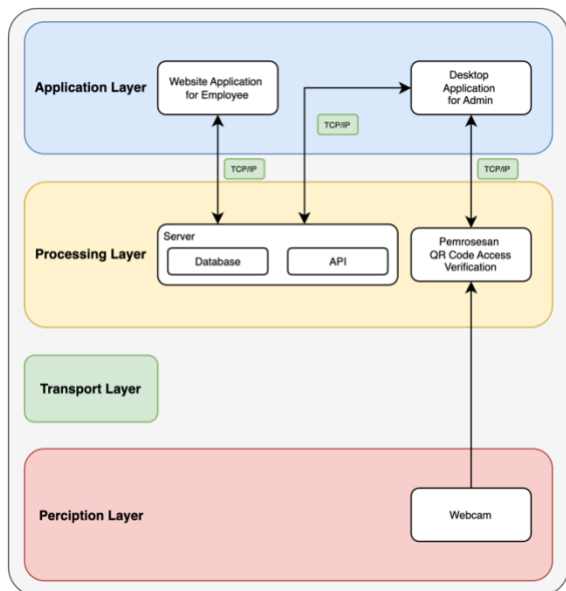 Application Layer
Website Application
for Employee
Desktop
Application
for Admin
TCP/IP
TCP/IP
TCP/IP
Processing Layer
Server
Database
API
Pemrosesan
QR Code Access
Verification
Transport Layer
Perciption Layer
Webcam